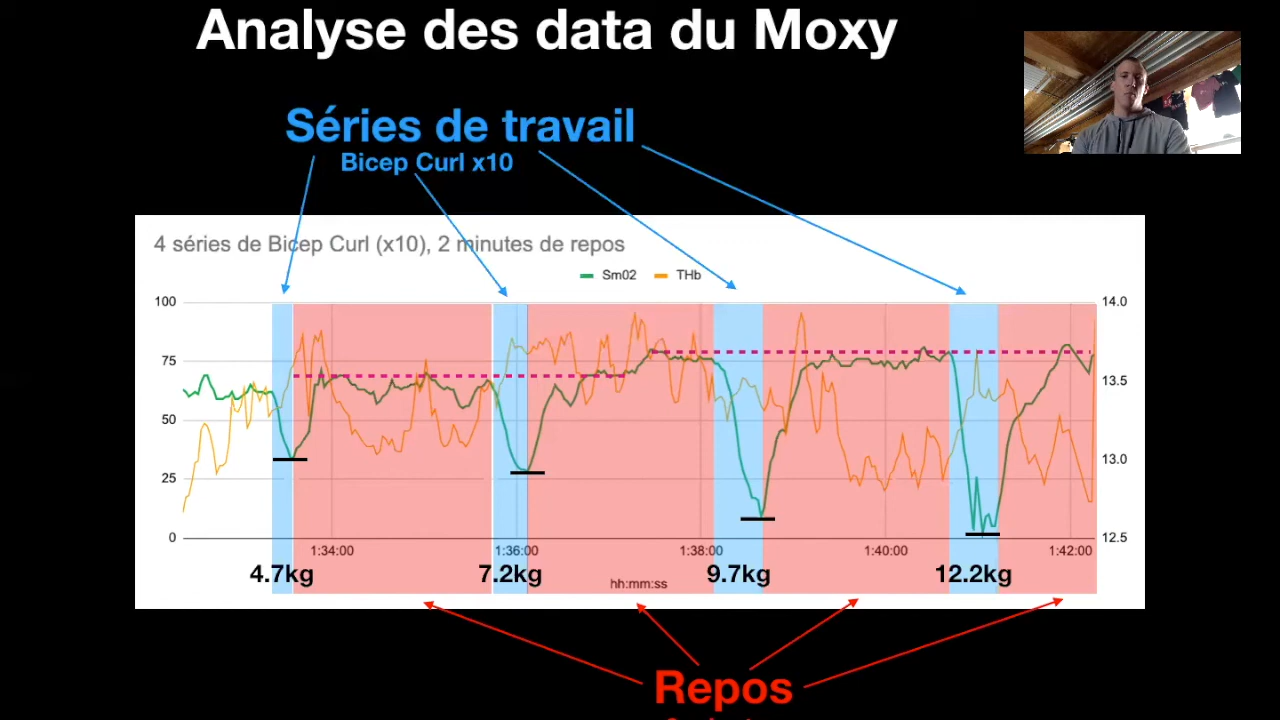 Analyse des data du Moxy
Séries de travail
Bicep Curl x10
4 séries de Bicep Curl (x10), 2 minutes de repos
Sm02 THb
100 14.0
75 13.5
50
25 13.0
0 12.5
1:34:00 1:36:00 1:38:00 1:40:00 1:42:00
4.7kg 7.2kg 9.7kg 12.2kg
hh:mm:ss
Repos